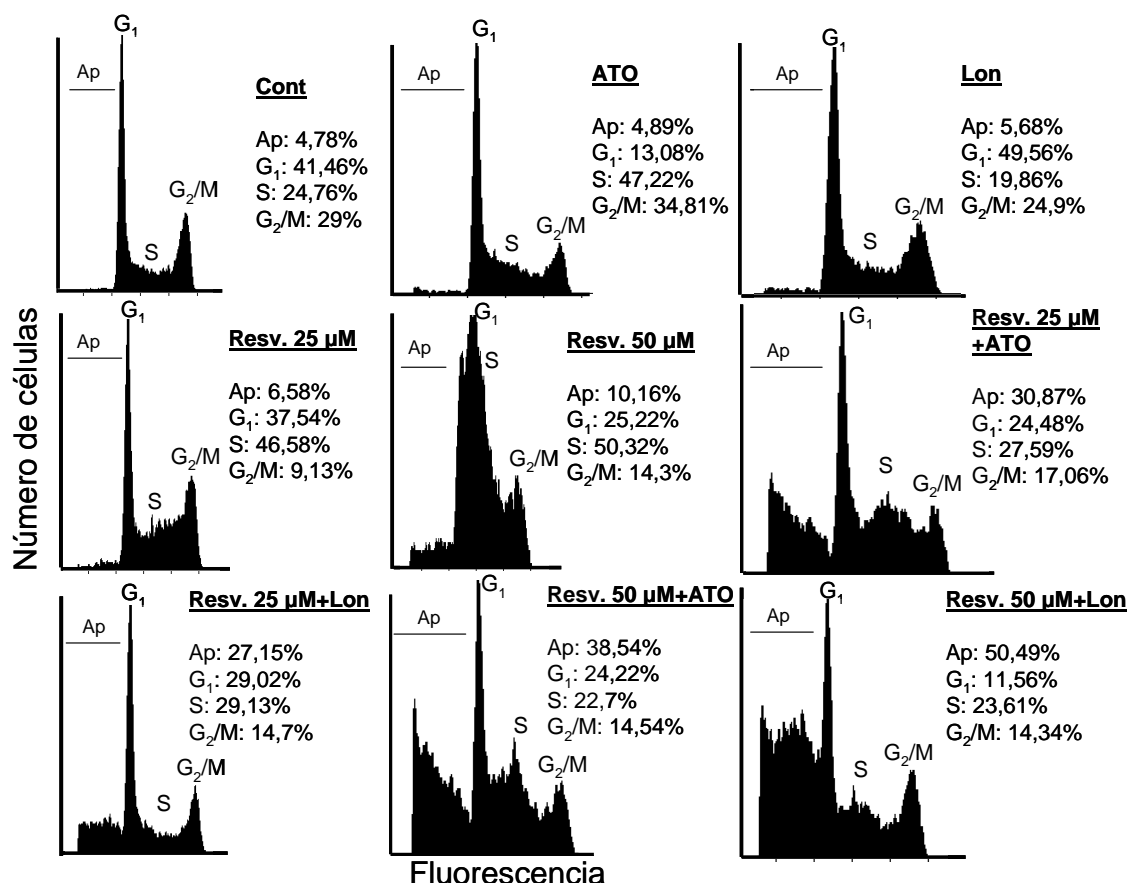 Número de células
G₁
Ap
S
G₂/M
Cont
Ap: 4,78%
G₁: 41,46%
S: 24,76%
G₂/M: 29%
G₁
Ap
S
G₂/M
ATO
Ap: 4,89%
G₁: 13,08%
S: 47,22%
G₂/M: 34,81%
G₁
Ap
S
G₂/M
Lon
Ap: 5,68%
G₁: 49,56%
S: 19,86%
G₂/M: 24,9%
G₁
Ap
S
G₂/M
Resv. 25 µM
Ap: 6,58%
G₁: 37,54%
S: 46,58%
G₂/M: 9,13%
G₁
Ap
S
G₂/M
Resv. 50 µM
Ap: 10,16%
G₁: 25,22%
S: 50,32%
G₂/M: 14,3%
G₁
Ap
S
G₂/M
Resv. 25 µM
+ATO
Ap: 30,87%
G₁: 24,48%
S: 27,59%
G₂/M: 17,06%
G₁
Ap
S
G₂/M
Resv. 25 µM+Lon
Ap: 27,15%
G₁: 29,02%
S: 29,13%
G₂/M: 14,7%
G₁
Ap
S
G₂/M
Resv. 50 µM+ATO
Ap: 38,54%
G₁: 24,22%
S: 22,7%
G₂/M: 14,54%
G₁
Ap
S
G₂/M
Resv. 50 µM+Lon
Ap: 50,49%
G₁: 11,56%
S: 23,61%
G₂/M: 14,34%
Fluorescencia